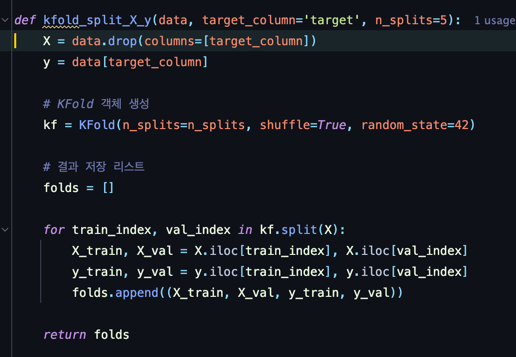 def kfold_split_X_y(data, target_column='target', n_splits=5): 1 usage
    X = data.drop(columns=[target_column])
    y = data[target_column]
    # KFold 객체 생성
    kf = KFold(n_splits=n_splits, shuffle=True, random_state=42)
    # 결과 저장 리스트
    folds = []
    for train_index, val_index in kf.split(X):
        X_train, X_val = X.iloc[train_index], X.iloc[val_index]
        y_train, y_val = y.iloc[train_index], y.iloc[val_index]
        folds.append((X_train, X_val, y_train, y_val))
    return folds